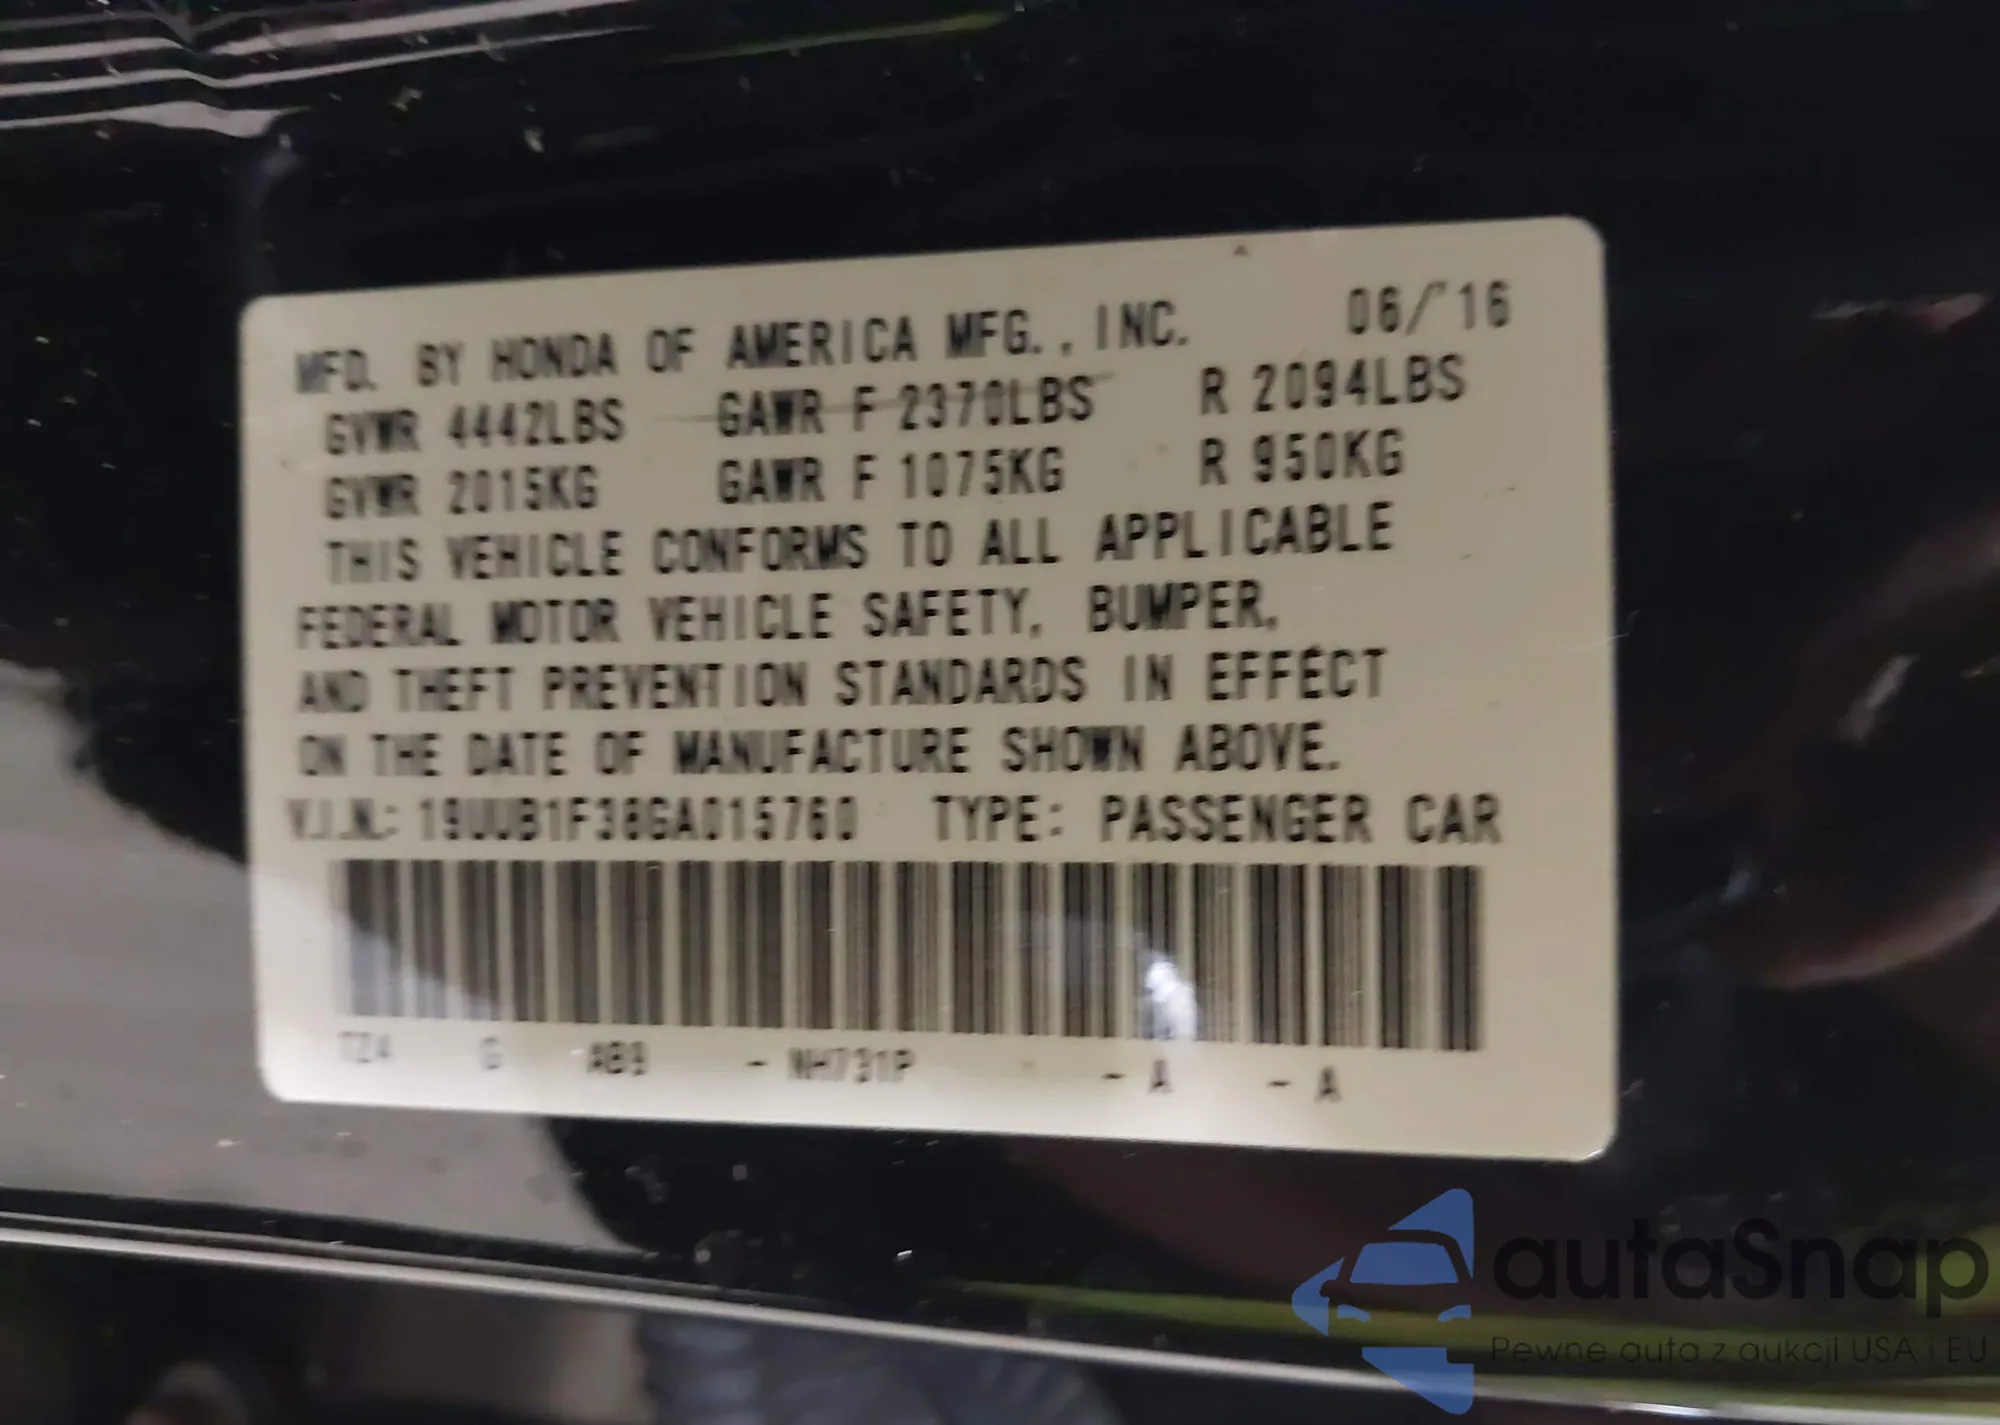 MFD. BY HONDA OF AMERICA MFG., INC. 06/'16
GVWR 4442LBS GAWR F 2370LBS R 2094LBS
GVWR 2015KG GAWR F 1075KG R 950KG
THIS VEHICLE CONFORMS TO ALL APPLICABLE
FEDERAL MOTOR VEHICLE SAFETY, BUMPER,
AND THEFT PREVENTION STANDARDS IN EFFECT
ON THE DATE OF MANUFACTURE SHOWN ABOVE.
V.I.N.: 19UUB1F38GA015760 TYPE: PASSENGER CAR
TZ4 G AB9 - NH731P - A - A
autaSnap
Pewne auta z aukcji USA i EU